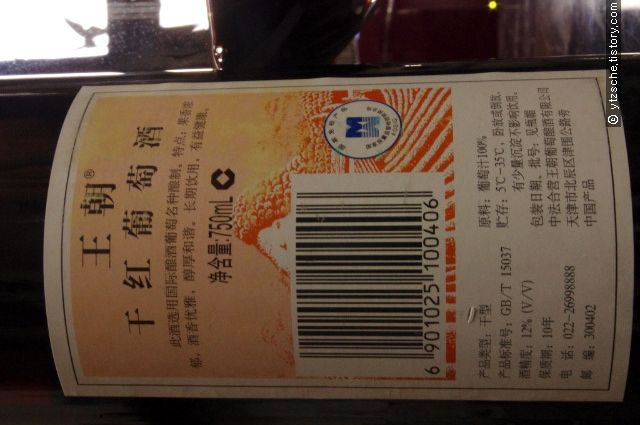 王朝®
干红葡萄酒
此酒选用国际酿酒葡萄名种酿制。特点:果香浓
郁,酒香优雅,醇厚和谐。长期饮用,有益健康。
净含量:750mL
6 901025 100406
原料:葡萄汁100%
贮存:5℃-35℃,卧放或倒放,
有少量沉淀不影响饮用。
包装日期、批号:见瓶帽
中法合营王朝葡萄酿酒有限公司
天津市北辰区津围公路旁
中国产品
产品类型:干型
产品标准号:GB/T 15037
酒精度:12% (V/V)
保质期:10年
电 话:022-26998888
邮 编:300402
© ytzsche.tistory.com